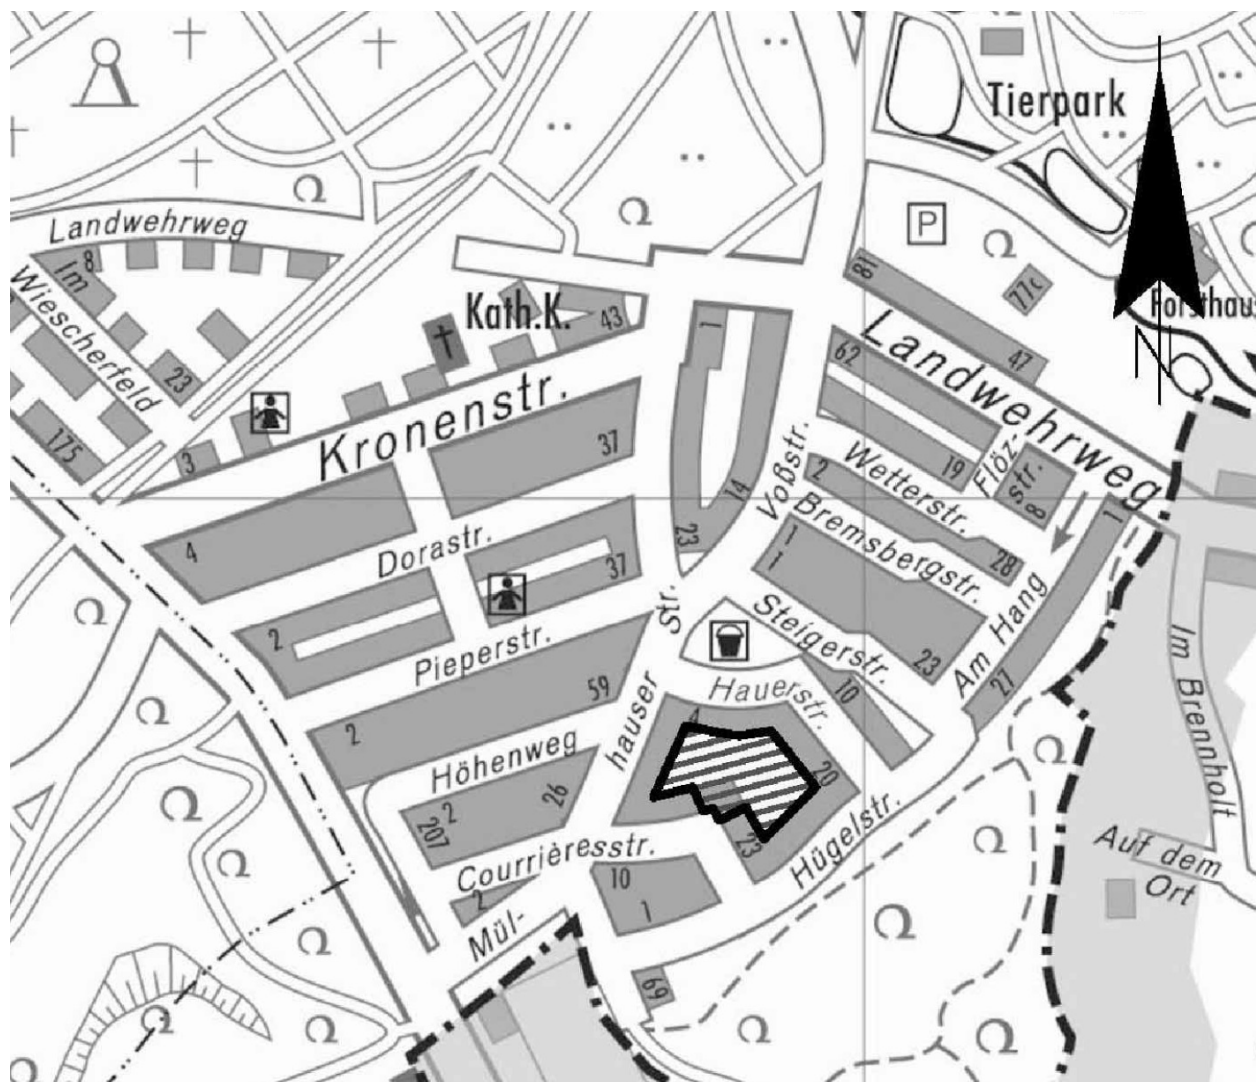 Tierpark
Landwehrweg
8
Im
Wiescherfeld
23
175
P
81
77c
Forsthaus
Kath.K.
43
47
Kronenstr.
3
1
62
Landwehrweg
37
19
Flöz-
str.
8
Voßstr.
2
Wetterstr.
14
4
23
Dorastr.
37
1
1
Bremsbergstr.
28
1
Am Hang
2
Pieperstr.
Str.
Steigerstr.
23
27
Im Brennholt
59
2
hauser
Hauerstr.
10
4
Höhenweg
20
2
26
207
Courrièresstr.
23
Hügelstr.
Auf dem
Ort
10
2
1
Mül-
69
N